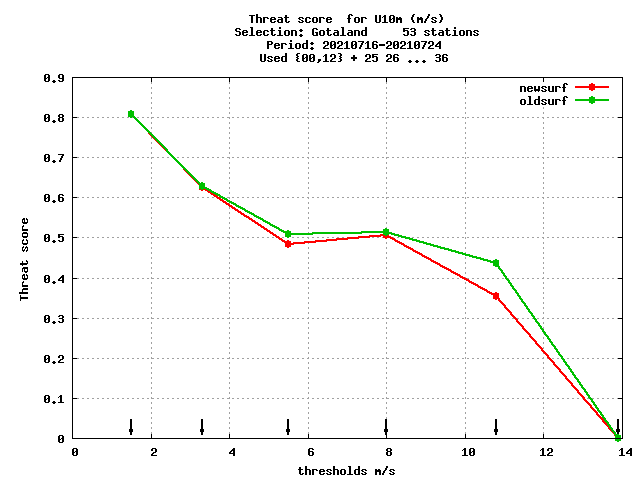 Threat score  for U10m (m/s)
Selection: Gotaland     53 stations
Period: 20210716-20210724
Used {00,12} + 25 26 ... 36
newsurf
oldsurf
0.9
0.8
0.7
0.6
0.5
0.4
0.3
0.2
0.1
0
Threat score
0 2 4 6 8 10 12 14
thresholds m/s